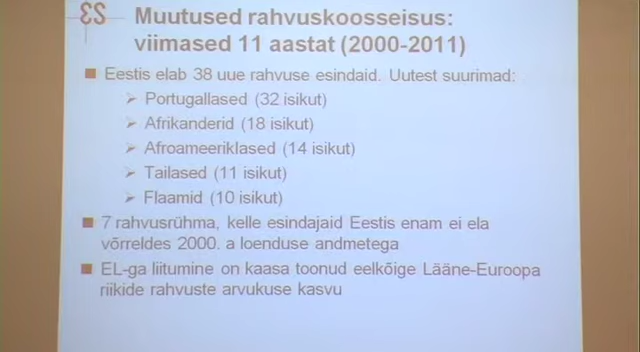 ES
Muutused rahvuskoosseisus:
viimased 11 aastat (2000-2011)
Eestis elab 38 uue rahvuse esindaid. Uutest suurimad:
Portugallased (32 isikut)
Afrikanderid (18 isikut)
Afroameeriklased (14 isikut)
Tailased (11 isikut)
Flaamid (10 isikut)
7 rahvusrühma, kelle esindajaid Eestis enam ei ela
võrreldes 2000. a loenduse andmetega
EL-ga liitumine on kaasa toonud eelkõige Lääne-Euroopa
riikide rahvuste arvukuse kasvu